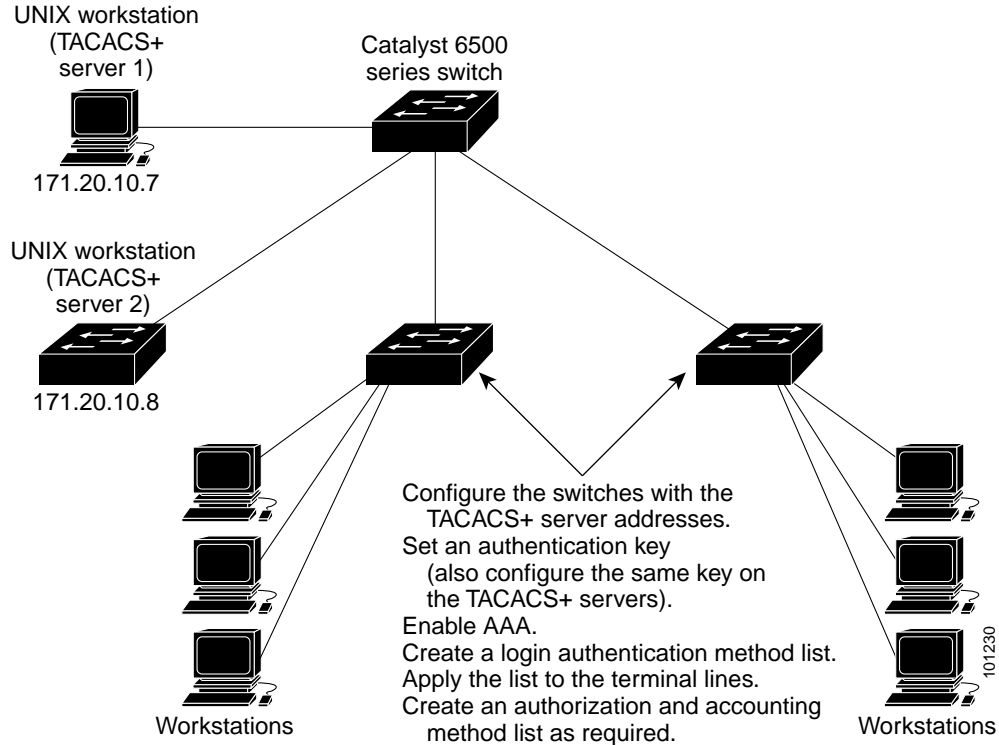 UNIX workstation
(TACACS+
server 1)
Catalyst 6500
series switch
171.20.10.7
UNIX workstation
(TACACS+
server 2)
171.20.10.8
Configure the switches with the
TACACS+ server addresses.
Set an authentication key
(also configure the same key on
the TACACS+ servers).
Enable AAA.
Create a login authentication method list.
Apply the list to the terminal lines.
Create an authorization and accounting
method list as required.
Workstations
Workstations
101230